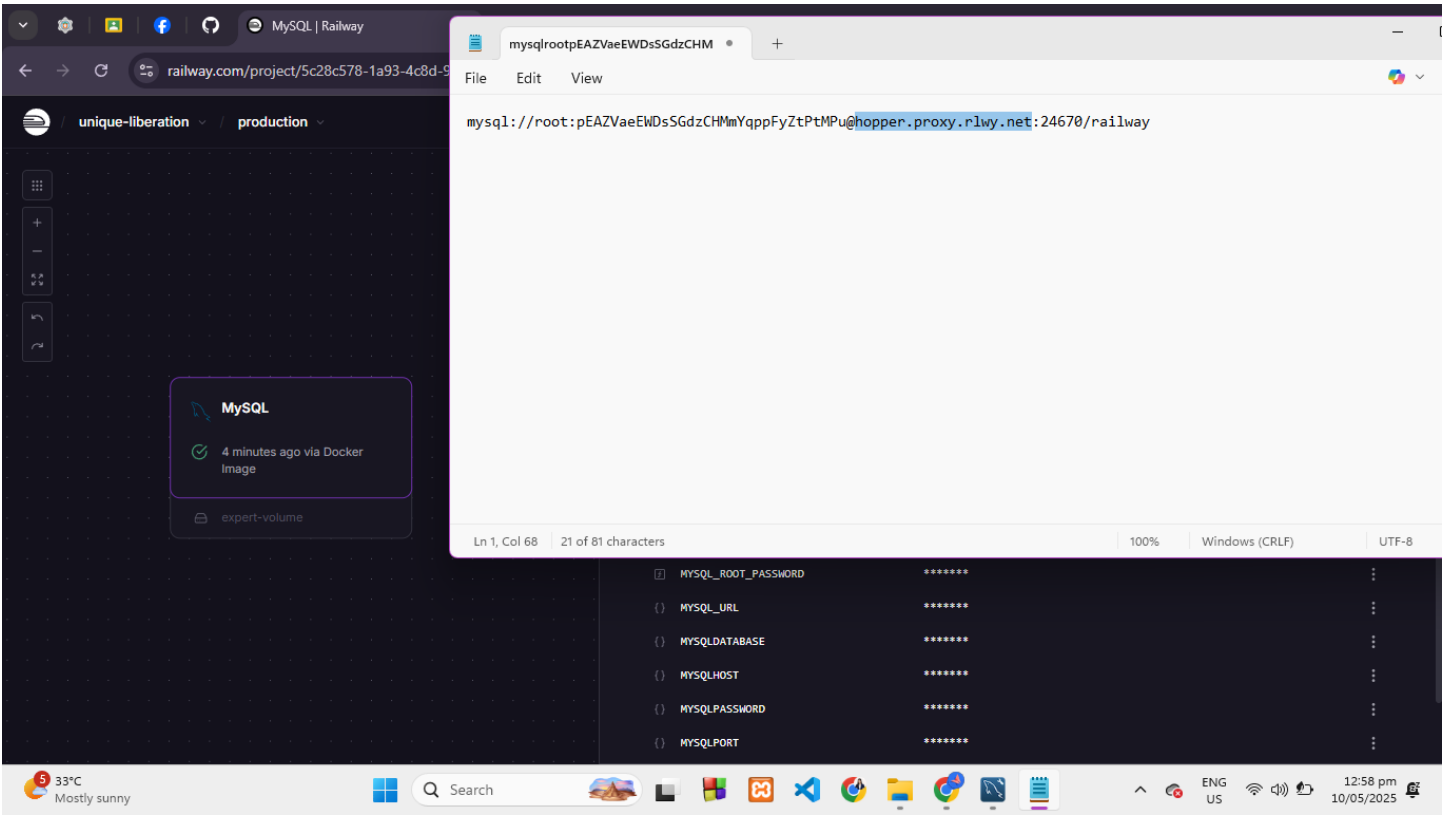 MySQL | Railway
mysqlrootpEAZVaeEWDsSGdzCHM
railway.com/project/5c28c578-1a93-4c8d-9
File Edit View
unique-liberation / production
mysql://root:pEAZVaeEWDsSGdzCHMmYqppFyZtPtMPu@hopper.proxy.rlwy.net:24670/railway
MySQL
4 minutes ago via Docker
Image
expert-volume
Ln 1, Col 68 21 of 81 characters 100% Windows (CRLF) UTF-8
MYSQL_ROOT_PASSWORD *******
MYSQL_URL *******
MYSQLDATABASE *******
MYSQLHOST *******
MYSQLPASSWORD *******
MYSQLPORT *******
5
33°C
Mostly sunny
Search
ENG
US
12:58 pm
10/05/2025